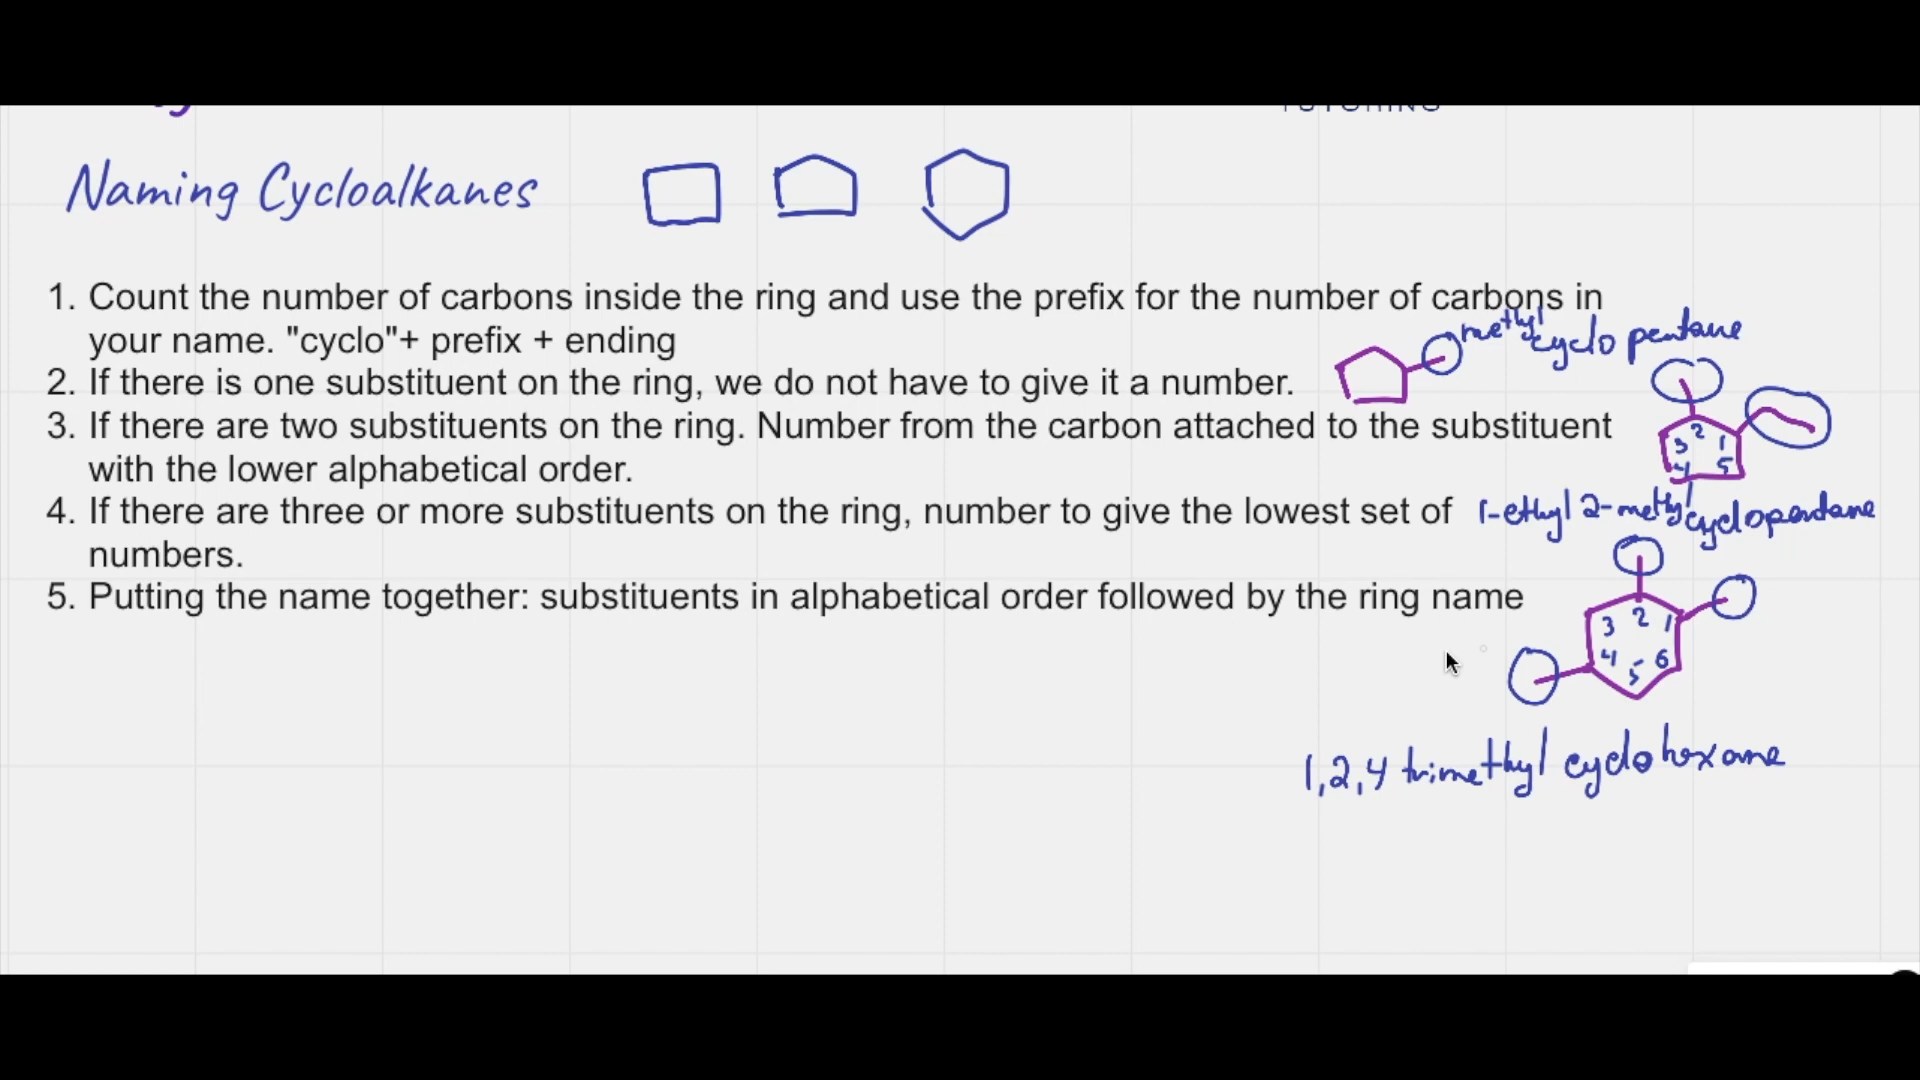 TUTORING
Naming Cycloalkanes
1. Count the number of carbons inside the ring and use the prefix for the number of carbons in
your name. "cyclo"+ prefix + ending
methyl cyclo pentane
2. If there is one substituent on the ring, we do not have to give it a number.
3. If there are two substituents on the ring. Number from the carbon attached to the substituent
with the lower alphabetical order.
3 2 1
4 5
4. If there are three or more substituents on the ring, number to give the lowest set of
numbers.
1-ethyl 2-methyl cyclopentane
5. Putting the name together: substituents in alphabetical order followed by the ring name
3 2 1
4 5 6
1,2,4 trimethyl cyclohexane